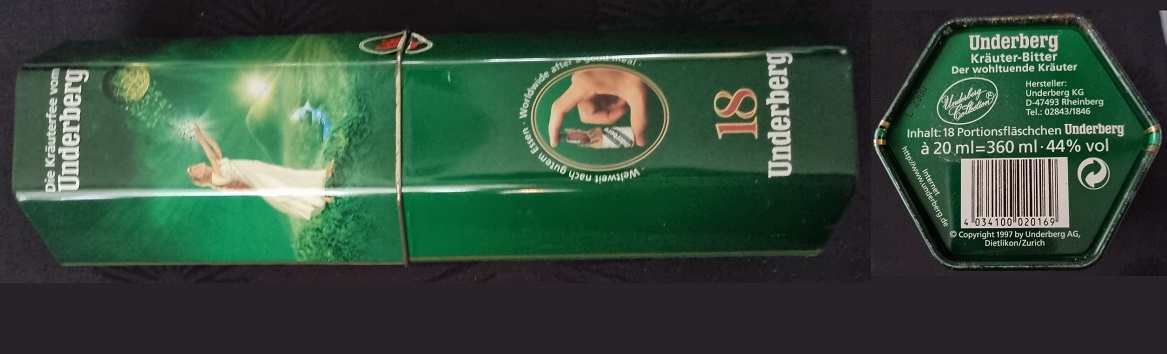 Die Kräuterfee vom
Underberg
Weltweit nach gutem Essen · Worldwide after a good meal ·
18
Underberg
Underberg
Kräuter-Bitter
Der wohltuende Kräuter
Underberg
Collection
Hersteller:
Underberg KG
D-47493 Rheinberg
Tel.: 02843/1846
Inhalt: 18 Portionsfläschchen Underberg
à 20 ml=360 ml · 44% vol
Internet
http://www.underberg.de
4 034100 020169
© Copyright 1997 by Underberg AG,
Dietlikon/Zurich